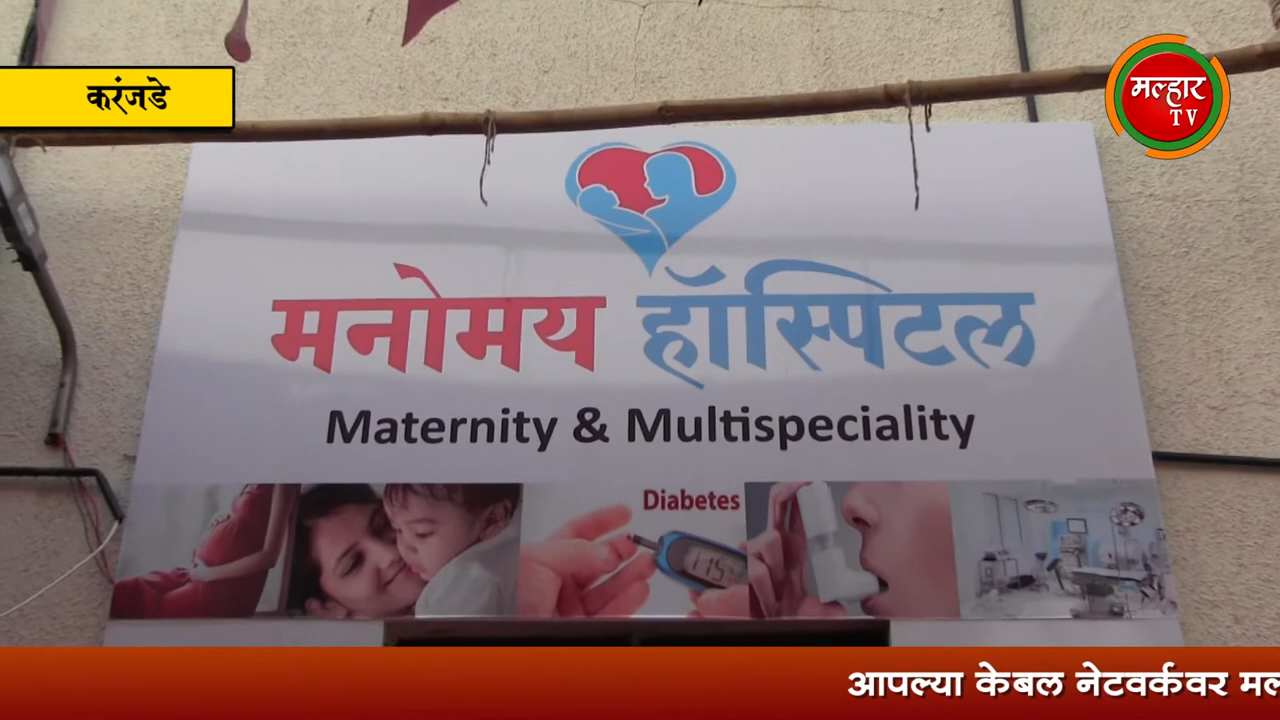 करंजडे
मल्हार
TV
मनोमय हॉस्पिटल
Maternity & Multispeciality
Diabetes
115
आपल्या केबल नेटवर्कवर